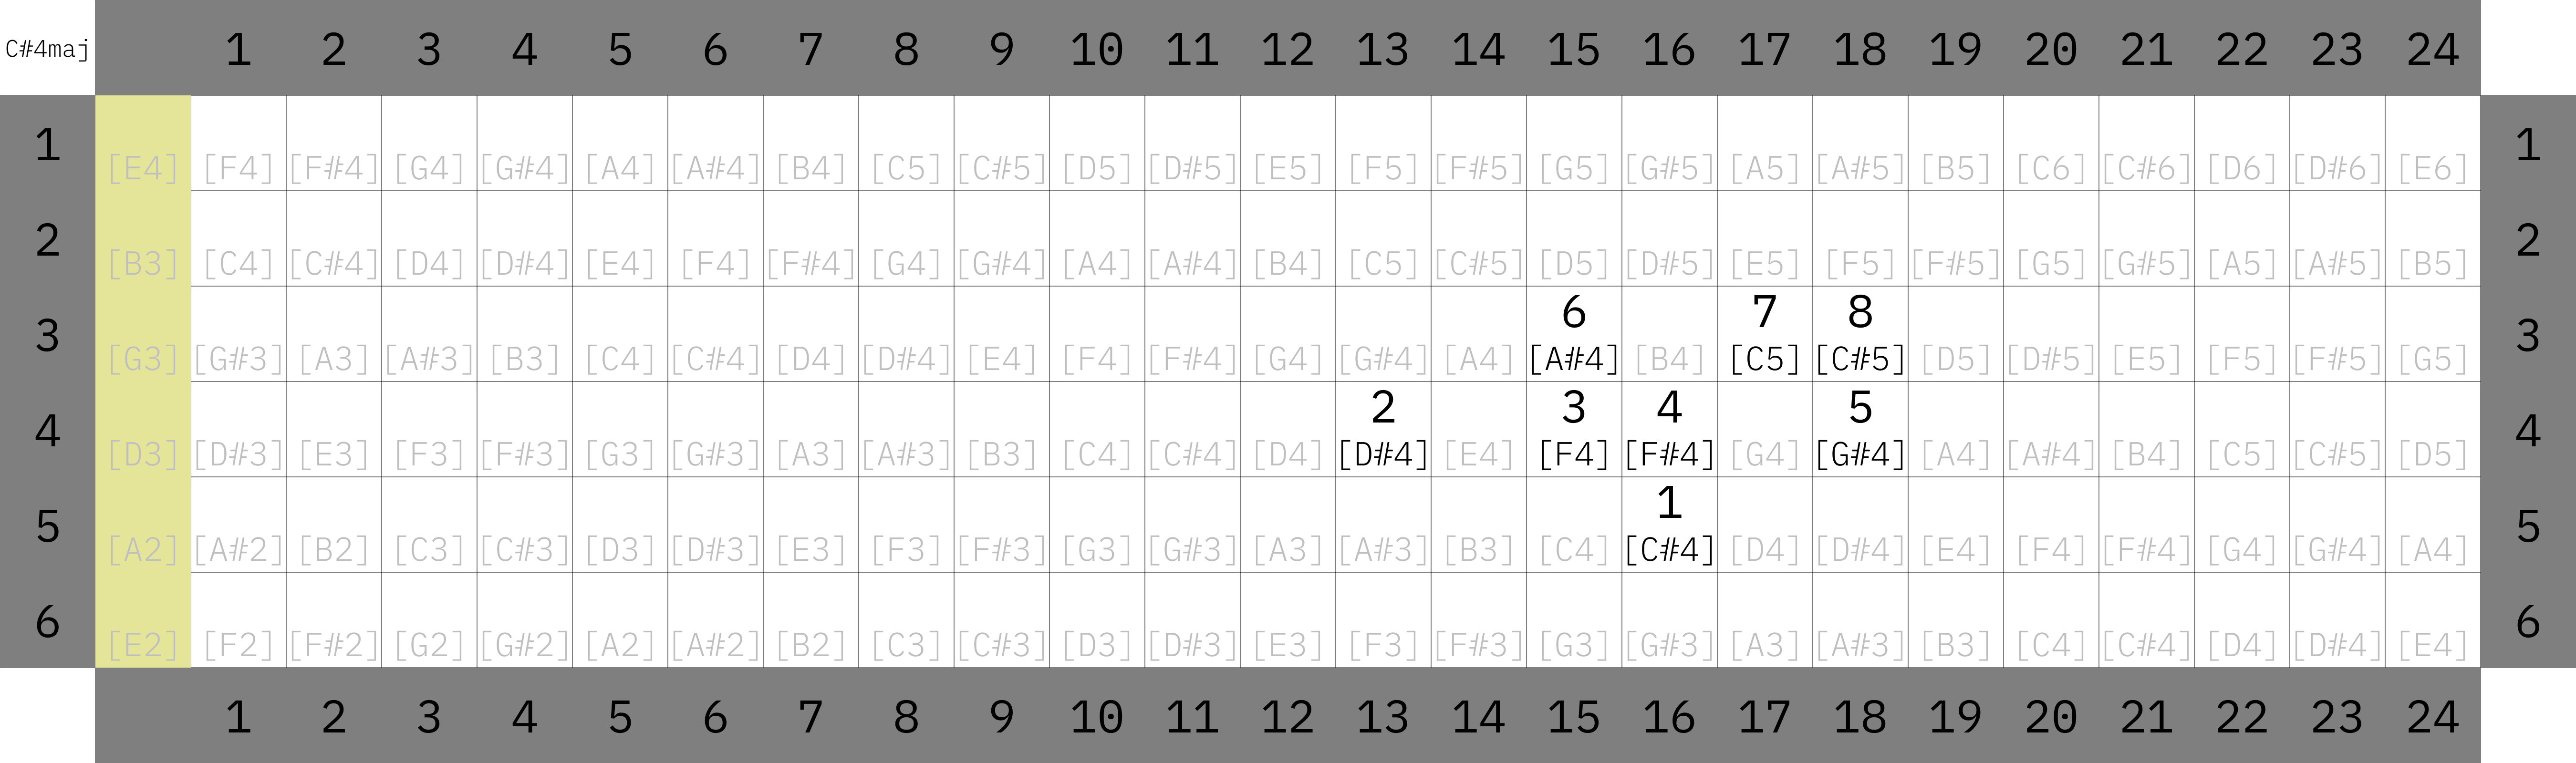 C#4maj 1 2 3 4 5 6 7 8 9 10 11 12 13 14 15 16 17 18 19 20 21 22 23 24
1 [E4] [F4] [F#4] [G4] [G#4] [A4] [A#4] [B4] [C5] [C#5] [D5] [D#5] [E5] [F5] [F#5] [G5] [G#5] [A5] [A#5] [B5] [C6] [C#6] [D6] [D#6] [E6] 1
2 [B3] [C4] [C#4] [D4] [D#4] [E4] [F4] [F#4] [G4] [G#4] [A4] [A#4] [B4] [C5] [C#5] [D5] [D#5] [E5] [F5] [F#5] [G5] [G#5] [A5] [A#5] [B5] 2
6 7 8
3 [G3] [G#3] [A3] [A#3] [B3] [C4] [C#4] [D4] [D#4] [E4] [F4] [F#4] [G4] [G#4] [A4] [A#4] [B4] [C5] [C#5] [D5] [D#5] [E5] [F5] [F#5] [G5] 3
2 3 4 5
4 [D3] [D#3] [E3] [F3] [F#3] [G3] [G#3] [A3] [A#3] [B3] [C4] [C#4] [D4] [D#4] [E4] [F4] [F#4] [G4] [G#4] [A4] [A#4] [B4] [C5] [C#5] [D5] 4
1
5 [A2] [A#2] [B2] [C3] [C#3] [D3] [D#3] [E3] [F3] [F#3] [G3] [G#3] [A3] [A#3] [B3] [C4] [C#4] [D4] [D#4] [E4] [F4] [F#4] [G4] [G#4] [A4] 5
6 [E2] [F2] [F#2] [G2] [G#2] [A2] [A#2] [B2] [C3] [C#3] [D3] [D#3] [E3] [F3] [F#3] [G3] [G#3] [A3] [A#3] [B3] [C4] [C#4] [D4] [D#4] [E4] 6
1 2 3 4 5 6 7 8 9 10 11 12 13 14 15 16 17 18 19 20 21 22 23 24